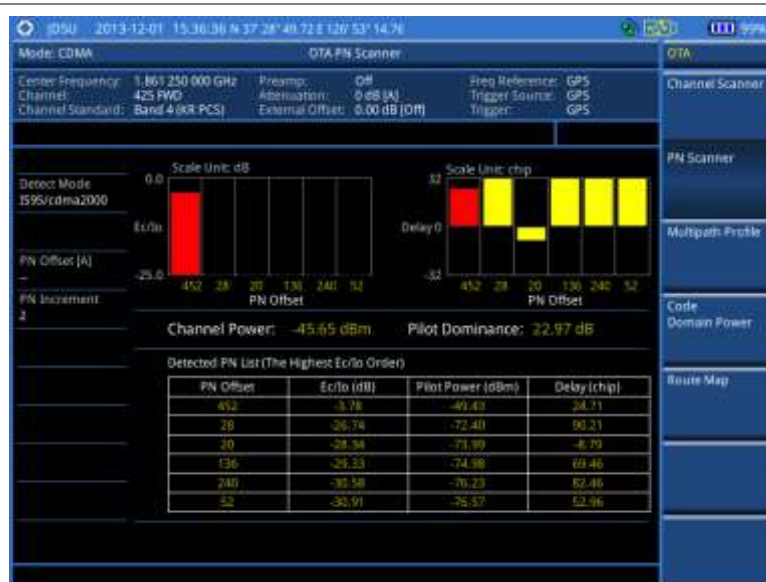 JDSU 2013-12-01 15:36:36 N 37° 28' 49.72 E 126° 53' 14.76 99%
Mode: CDMA OTA PN Scanner OTA
Center Frequency: 1.861 250 000 GHz Preamp: Off Freq Reference: GPS
Channel: 425 FWD Attenuation: 0 dB [A] Trigger Source: GPS
Channel Standard: Band 4 (KR PCS) External Offset: 0.00 dB [Off] Trigger: GPS
Channel Scanner
PN Scanner
Multipath Profile
Code
Domain Power
Route Map
Detect Mode
IS95/cdma2000
PN Offset [A]
--
PN Increment
2
Scale Unit: dB Scale Unit: chip
0.0 32
Ec/Io Delay 0
-25.0 -32
452 28 20 136 240 52 452 28 20 136 240 52
PN Offset PN Offset
Channel Power: -45.65 dBm Pilot Dominance: 22.97 dB
Detected PN List (The Highest Ec/Io Order)
PN Offset Ec/Io (dB) Pilot Power (dBm) Delay (chip)
452 -3.78 -49.43 24.71
28 -26.74 -72.40 90.21
20 -28.34 -73.99 -8.79
136 -29.33 -74.98 69.46
240 -30.58 -76.23 82.46
52 -30.91 -76.57 52.96